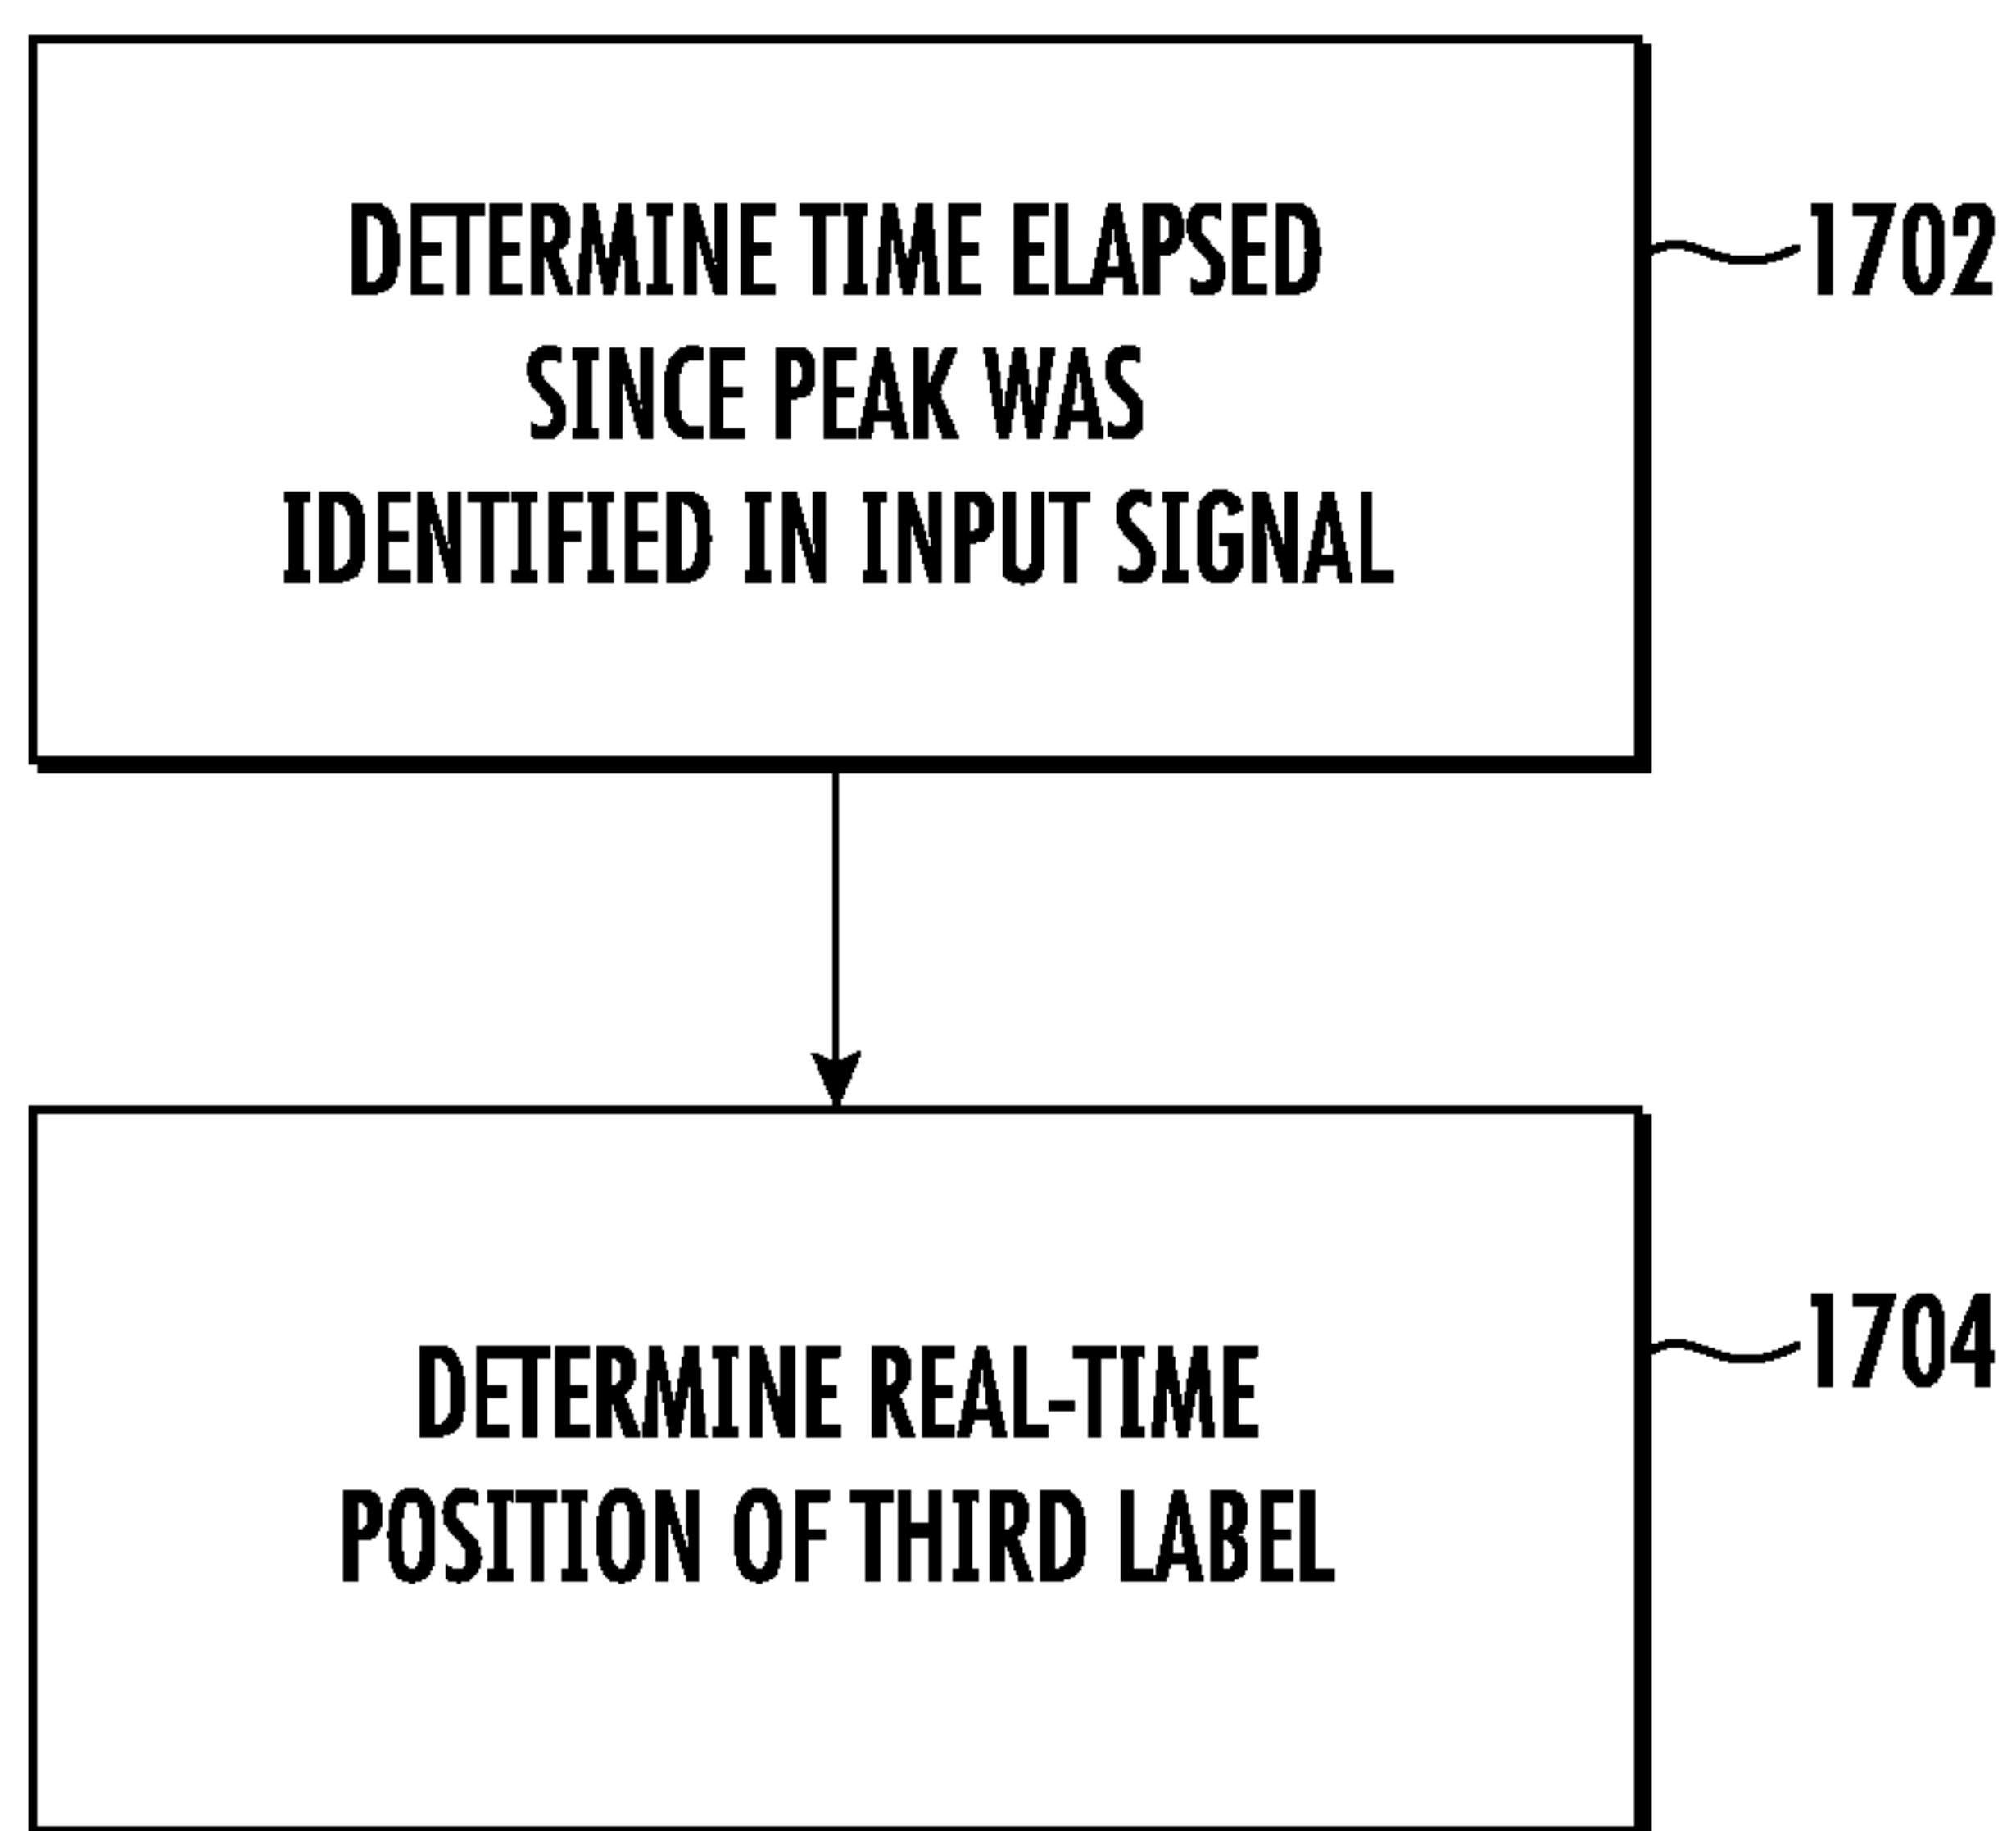 DETERMINE TIME ELAPSED
SINCE PEAK WAS
IDENTIFIED IN INPUT SIGNAL
1702
DETERMINE REAL-TIME
POSITION OF THIRD LABEL
1704